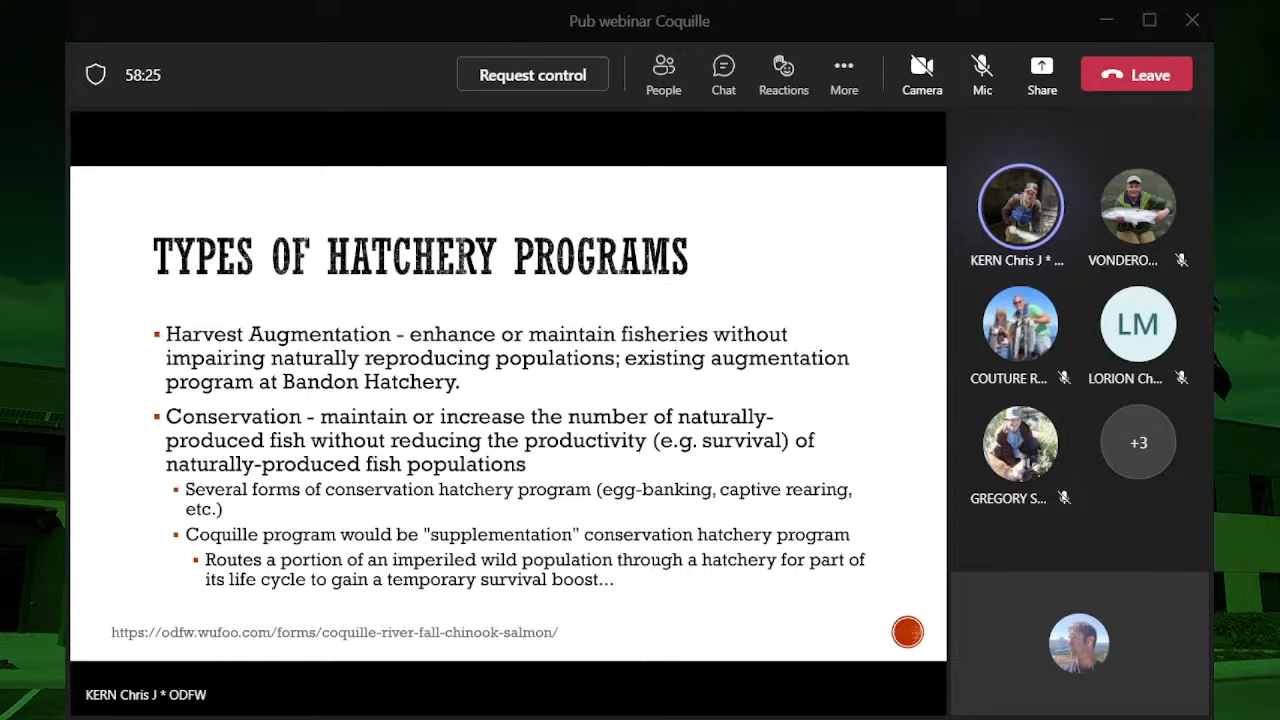 Pub webinar Coquille
58:25
Request control
People
Chat
Reactions
More
Camera
Mic
Share
Leave
TYPES OF HATCHERY PROGRAMS
Harvest Augmentation - enhance or maintain fisheries without
impairing naturally reproducing populations; existing augmentation
program at Bandon Hatchery.
Conservation - maintain or increase the number of naturally-
produced fish without reducing the productivity (e.g. survival) of
naturally-produced fish populations
Several forms of conservation hatchery program (egg-banking, captive rearing,
etc.)
Coquille program would be "supplementation" conservation hatchery program
Routes a portion of an imperiled wild population through a hatchery for part of
its life cycle to gain a temporary survival boost...
https://odfw.wufoo.com/forms/coquille-river-fall-chinook-salmon/
KERN Chris J * ODFW
KERN Chris J * ...
VONDERO...
COUTURE R...
LM
LORION Ch...
GREGORY S...
+3